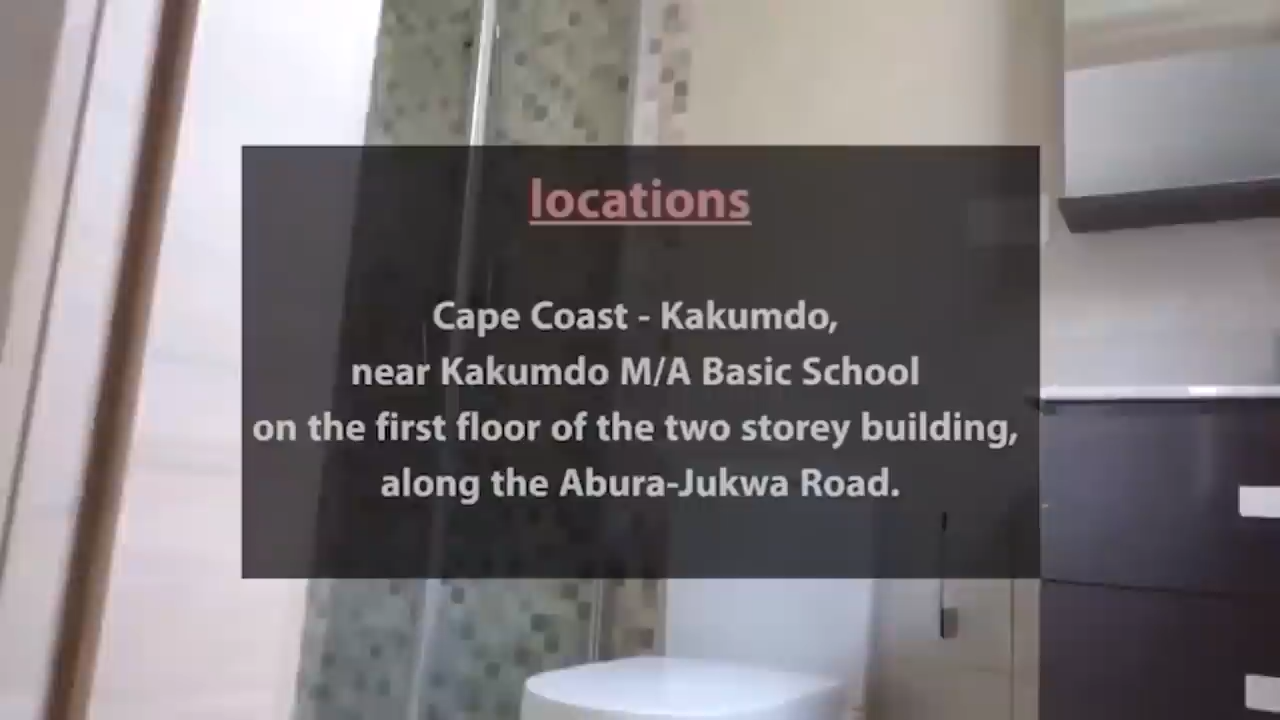 locations
Cape Coast - Kakumdo,
near Kakumdo M/A Basic School
on the first floor of the two storey building,
along the Abura-Jukwa Road.